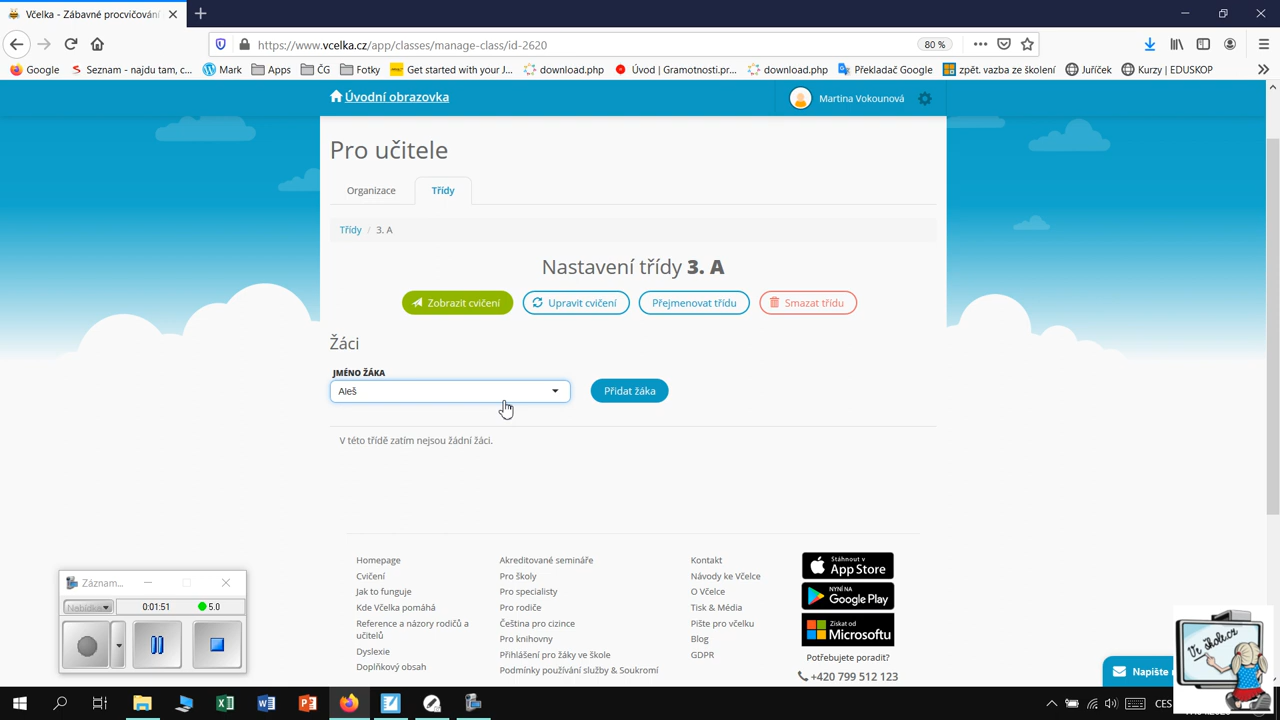 Včelka - Zábavné procvičování
https://www.vcelka.cz/app/classes/manage-class/id-2620
80 %
Google
Seznam - najdu tam, c...
Mark
Apps
ČG
Fotky
Get started with your J...
download.php
Úvod | Gramotnosti.pr...
download.php
Překladač Google
zpět. vazba ze školení
Juříček
Kurzy | EDUSKOP
Úvodní obrazovka
Martina Vokounová
Pro učitele
Organizace
Třídy
Třídy / 3. A
Nastavení třídy 3. A
Zobrazit cvičení
Upravit cvičení
Přejmenovat třídu
Smazat třídu
Žáci
JMÉNO ŽÁKA
Aleš
Přidat žáka
V této třídě zatím nejsou žádní žáci.
Homepage
Cvičení
Jak to funguje
Kde Včelka pomáhá
Reference a názory rodičů a
učitelů
Dyslexie
Doplňkový obsah
Akreditované semináře
Pro školy
Pro specialisty
Pro rodiče
Čeština pro cizince
Pro knihovny
Přihlášení pro žáky ve škole
Podmínky používání služby & Soukromí
Kontakt
Návody ke Včelce
O Včelce
Tisk & Média
Pište pro včelku
Blog
GDPR
Stáhnout v
App Store
NYNÍ NA
Google Play
Získat od
Microsoftu
Potřebujete poradit?
+420 799 512 123
Napište
Záznam...
Nabídka
0:01:51
5.0
Ve škole.cz
CES